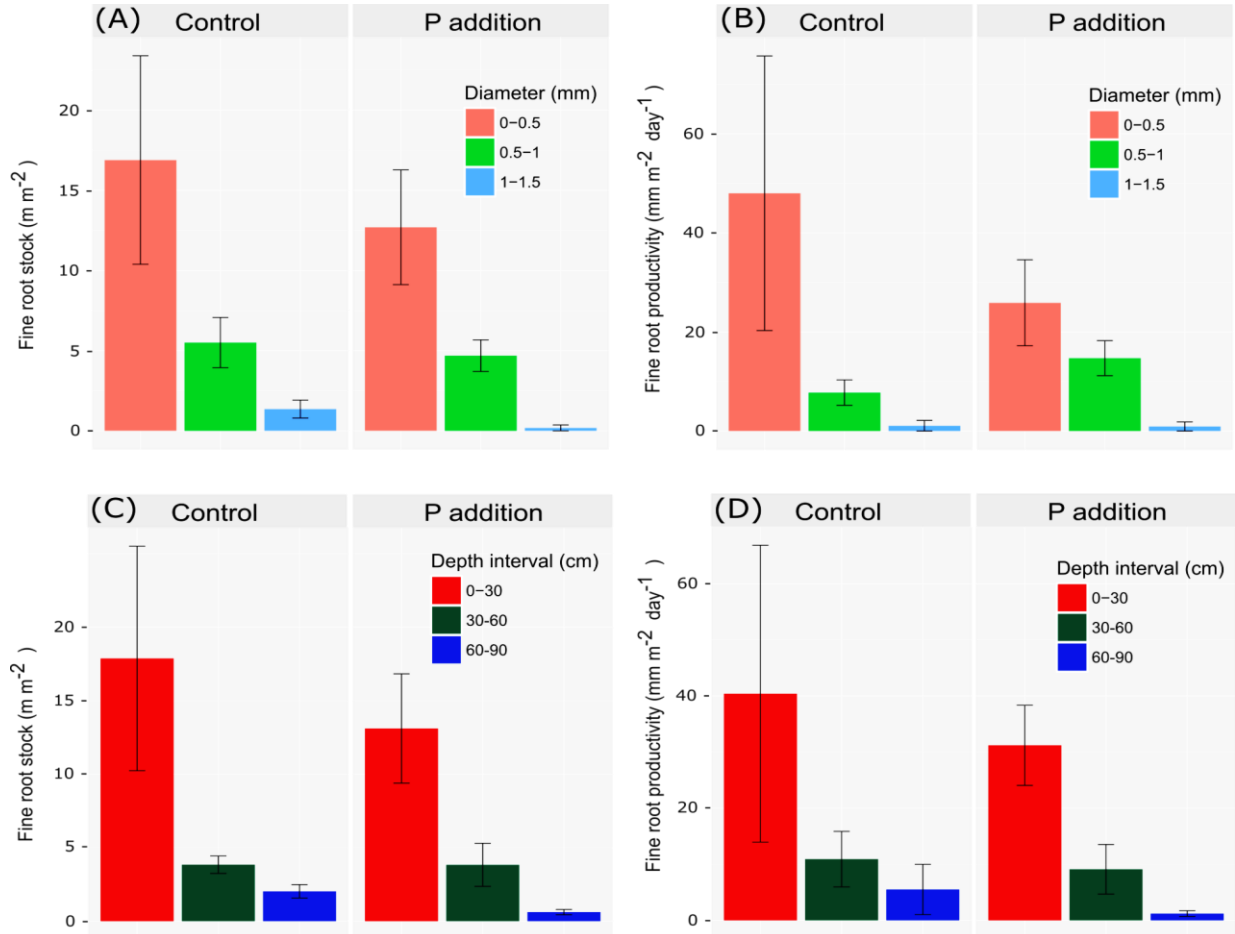 (A) Control P addition
Fine root stock (m m⁻²)
20
15
10
5
0
Diameter (mm)
0−0.5
0.5−1
1−1.5
(B) Control P addition
Fine root productivity (mm m⁻² day⁻¹)
60
40
20
0
Diameter (mm)
0−0.5
0.5−1
1−1.5
(C) Control P addition
Fine root stock (m m⁻²)
20
15
10
5
0
Depth interval (cm)
0−30
30-60
60-90
(D) Control P addition
Fine root productivity (mm m⁻² day⁻¹)
60
40
20
0
Depth interval (cm)
0−30
30-60
60-90